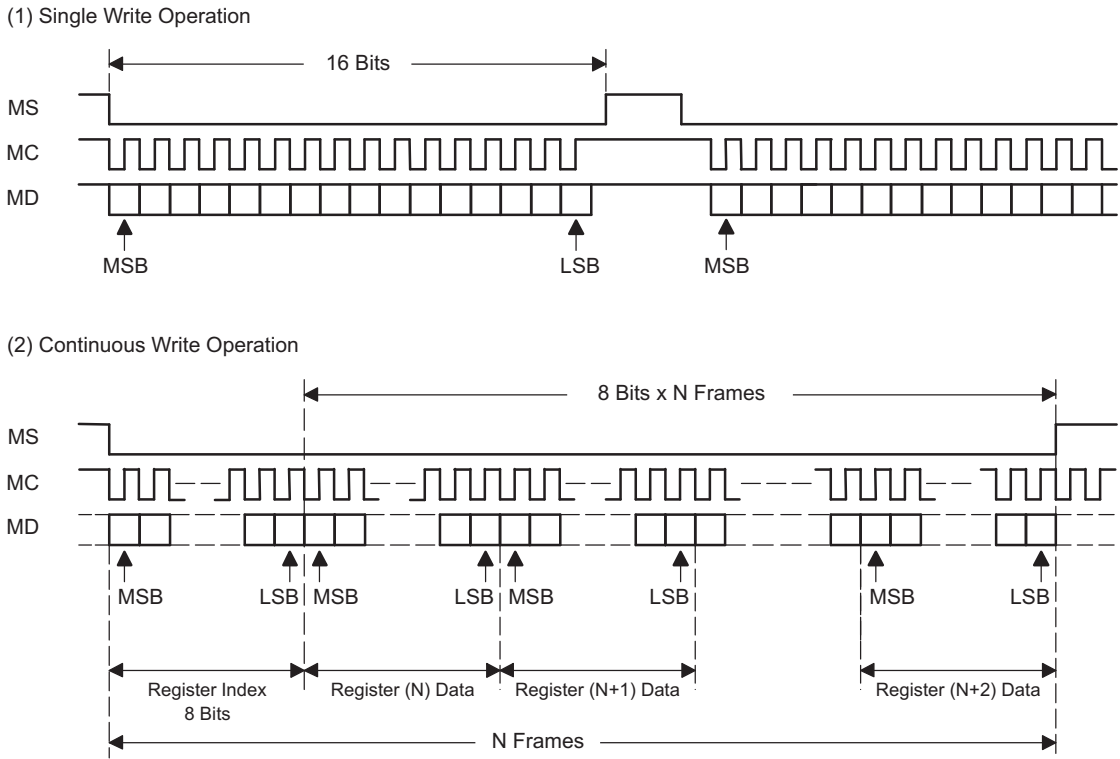 (1) Single Write Operation
16 Bits
MS
MC
MD
MSB
LSB
MSB
(2) Continuous Write Operation
8 Bits x N Frames
MS
MC
MD
MSB
LSB
MSB
LSB
MSB
LSB
MSB
LSB
Register Index
8 Bits
Register (N) Data
Register (N+1) Data
Register (N+2) Data
N Frames